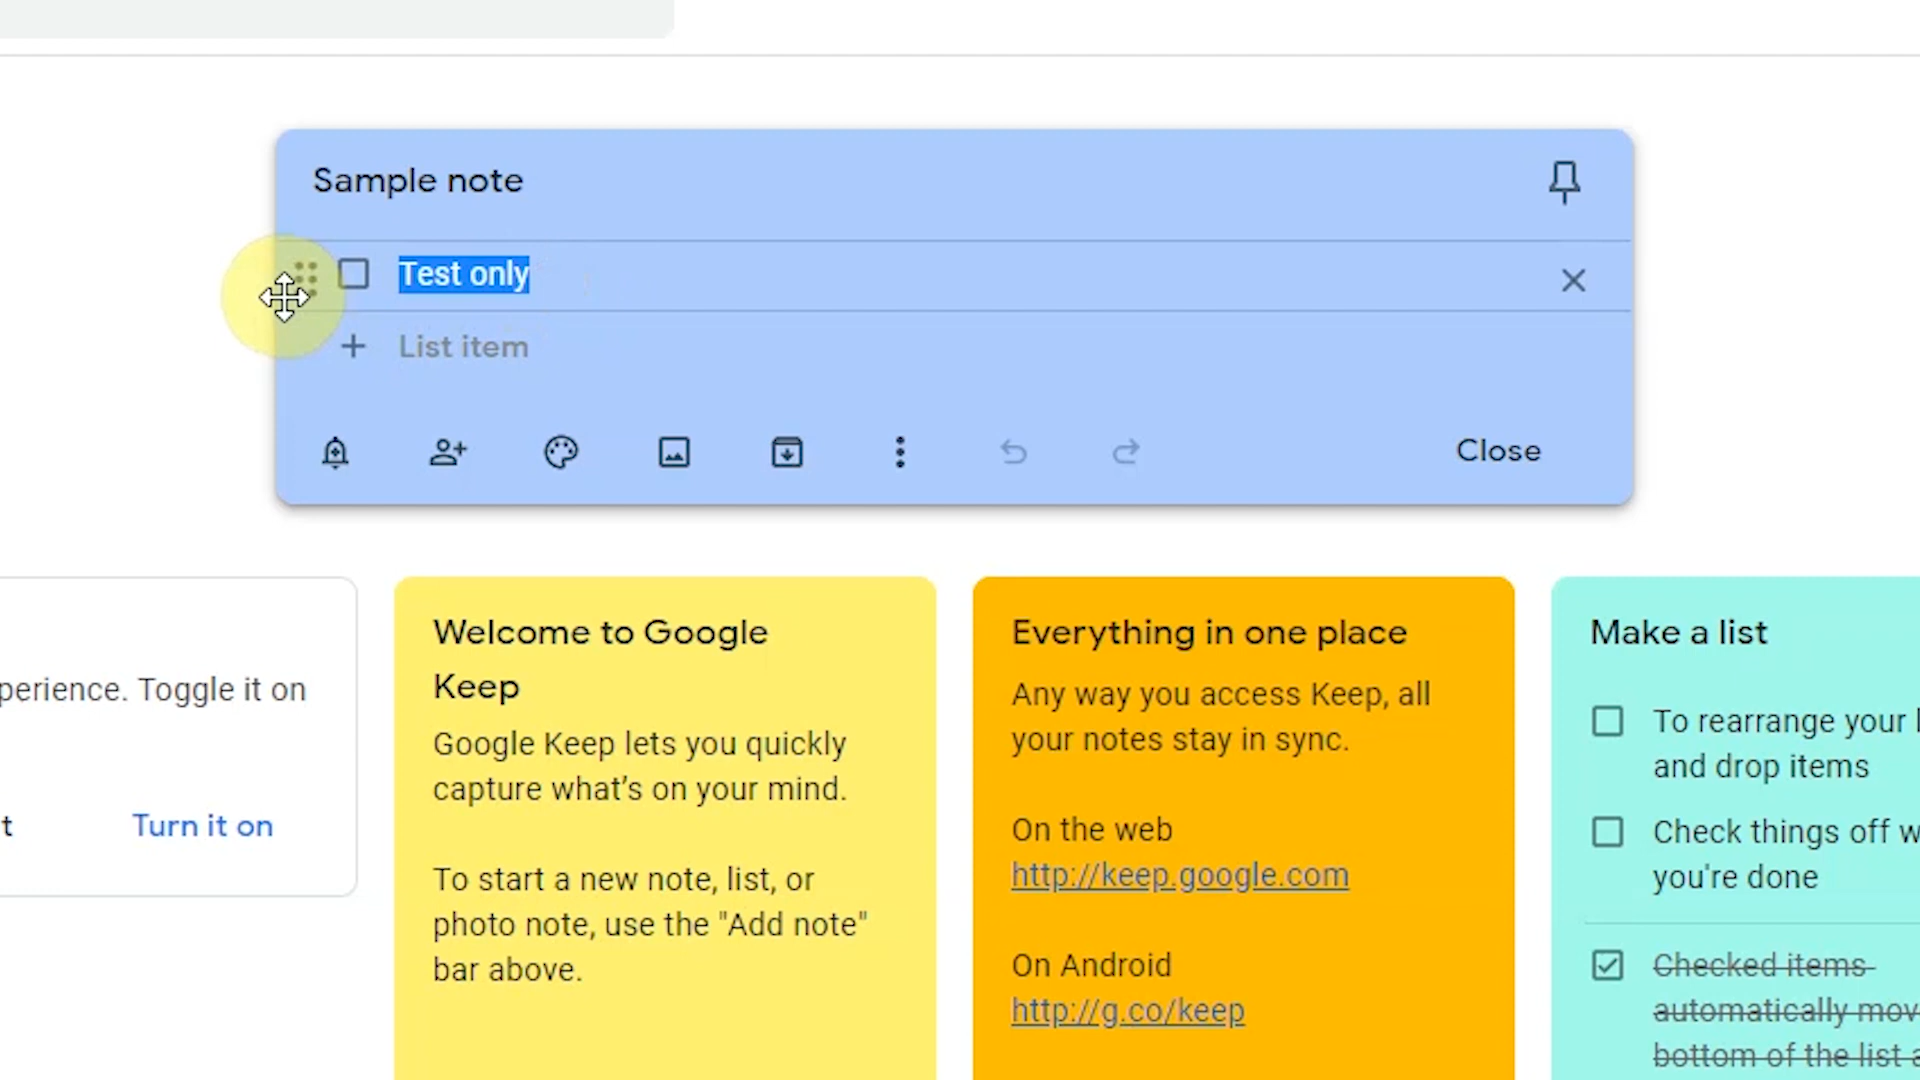 Sample note
Test only
List item
Close
perience. Toggle it on
t
Turn it on
Welcome to Google
Keep
Google Keep lets you quickly
capture what's on your mind.
To start a new note, list, or
photo note, use the "Add note"
bar above.
Everything in one place
Any way you access Keep, all
your notes stay in sync.
On the web
http://keep.google.com
On Android
http://g.co/keep
Make a list
To rearrange your
and drop items
Check things off w
you're done
Checked items
automatically mov
bottom of the list a